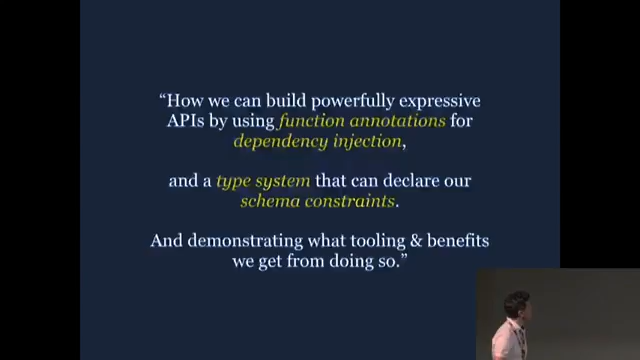 “How we can build powerfully expressive
APIs by using function annotations for
dependency injection,
and a type system that can declare our
schema constraints.
And demonstrating what tooling & benefits
we get from doing so.”